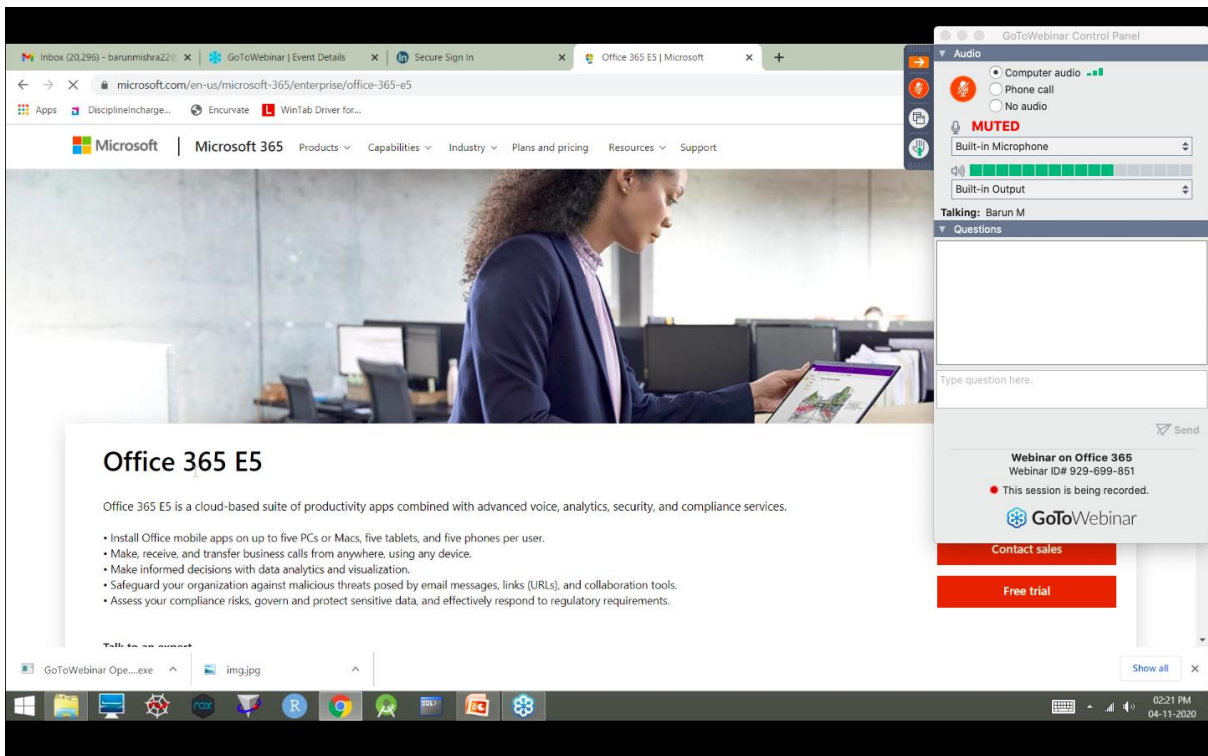 Inbox (20,296) - barunmishra22@
GoToWebinar | Event Details
Secure Sign In
Office 365 E5 | Microsoft
microsoft.com/en-us/microsoft-365/enterprise/office-365-e5
Apps
DisciplineIncharge...
Encurvate
WinTab Driver for...
Microsoft
Microsoft 365
Products
Capabilities
Industry
Plans and pricing
Resources
Support
Office 365 E5
Office 365 E5 is a cloud-based suite of productivity apps combined with advanced voice, analytics, security, and compliance services.
• Install Office mobile apps on up to five PCs or Macs, five tablets, and five phones per user.
• Make, receive, and transfer business calls from anywhere, using any device.
• Make informed decisions with data analytics and visualization.
• Safeguard your organization against malicious threats posed by email messages, links (URLs), and collaboration tools.
• Assess your compliance risks, govern and protect sensitive data, and effectively respond to regulatory requirements.
Talk to an expert
Contact sales
Free trial
GoToWebinar Control Panel
Audio
Computer audio
Phone call
No audio
MUTED
Built-in Microphone
Built-in Output
Talking: Barun M
Questions
Type question here.
Send
Webinar on Office 365
Webinar ID# 929-699-851
This session is being recorded.
GoToWebinar
GoToWebinar Ope....exe
img.jpg
Show all
nox
R
02:21 PM
04-11-2020